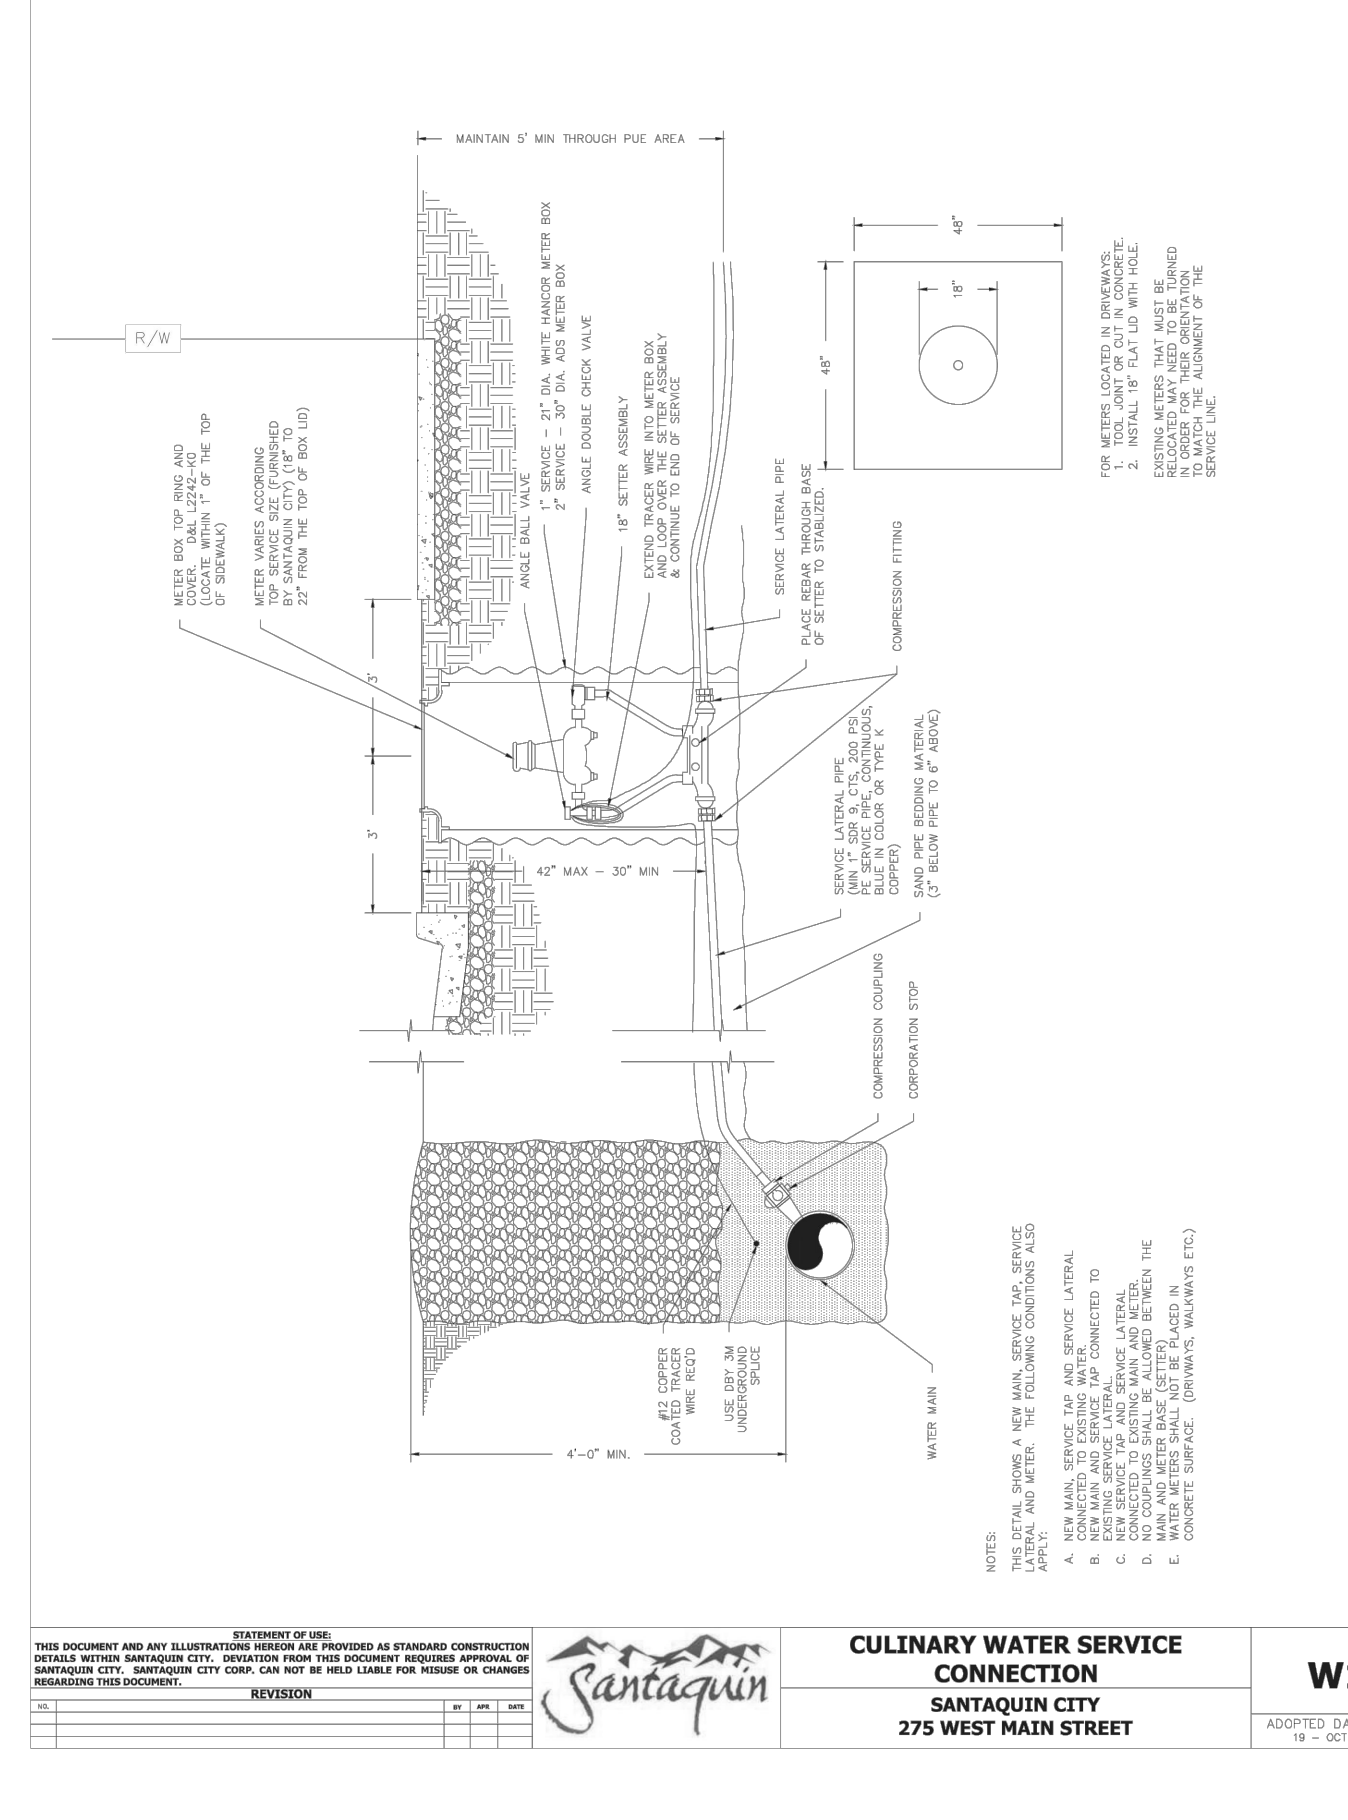 MAINTAIN 5' MIN THROUGH PUE AREA
R/W
METER BOX TOP RING AND
COVER. D&L L2242-KO
(LOCATE WITHIN 1" OF THE TOP
OF SIDEWALK)
METER VARIES ACCORDING
TOP SERVICE SIZE (FURNISHED
BY SANTAQUIN CITY) (18" TO
22" FROM THE TOP OF BOX LID)
ANGLE BALL VALVE
1" SERVICE - 21" DIA. WHITE HANCOR METER BOX
2" SERVICE - 30" DIA. ADS METER BOX
ANGLE DOUBLE CHECK VALVE
18" SETTER ASSEMBLY
EXTEND TRACER WIRE INTO METER BOX
AND LOOP OVER THE SETTER ASSEMBLY
& CONTINUE TO END OF SERVICE
SERVICE LATERAL PIPE
PLACE REBAR THROUGH BASE
OF SETTER TO STABLIZED.
COMPRESSION FITTING
48"
48"
18"
FOR METERS LOCATED IN DRIVEWAYS:
1. TOOL JOINT OR CUT IN CONCRETE.
2. INSTALL 18" FLAT LID WITH HOLE.
EXISTING METERS THAT MUST BE
RELOCATED MAY NEED TO BE TURNED
IN ORDER FOR THEIR ORIENTATION
TO MATCH THE ALIGNMENT OF THE
SERVICE LINE.
3'
3'
42" MAX - 30" MIN
SERVICE LATERAL PIPE
(MIN 1" SDR 9, CTS, 200 PSI
PE SERVICE PIPE, CONTINUOUS,
BLUE IN COLOR OR TYPE K
COPPER)
SAND PIPE BEDDING MATERIAL
(3" BELOW PIPE TO 6" ABOVE)
COMPRESSION COUPLING
CORPORATION STOP
#12 COPPER
COATED TRACER
WIRE REQ'D
USE DBY 3M
UNDERGROUND
SPLICE
WATER MAIN
4'-0" MIN.
NOTES:
THIS DETAIL SHOWS A NEW MAIN, SERVICE TAP, SERVICE
LATERAL AND METER. THE FOLLOWING CONDITIONS ALSO
APPLY:
A. NEW MAIN, SERVICE TAP AND SERVICE LATERAL
CONNECTED TO EXISTING WATER.
B. NEW MAIN AND SERVICE TAP CONNECTED TO
EXISTING SERVICE LATERAL.
C. NEW SERVICE TAP AND SERVICE LATERAL
CONNECTED TO EXISTING MAIN AND METER.
D. NO COUPLINGS SHALL BE ALLOWED BETWEEN THE
MAIN AND METER BASE (SETTER)
E. WATER METERS SHALL NOT BE PLACED IN
CONCRETE SURFACE. (DRIVWAYS, WALKWAYS ETC.)
STATEMENT OF USE:
THIS DOCUMENT AND ANY ILLUSTRATIONS HEREON ARE PROVIDED AS STANDARD CONSTRUCTION
DETAILS WITHIN SANTAQUIN CITY. DEVIATION FROM THIS DOCUMENT REQUIRES APPROVAL OF
SANTAQUIN CITY. SANTAQUIN CITY CORP. CAN NOT BE HELD LIABLE FOR MISUSE OR CHANGES
REGARDING THIS DOCUMENT.
REVISION
NO. BY APR DATE
Santaquin
CULINARY WATER SERVICE
CONNECTION
SANTAQUIN CITY
275 WEST MAIN STREET
ADOPTED
19 - OCT